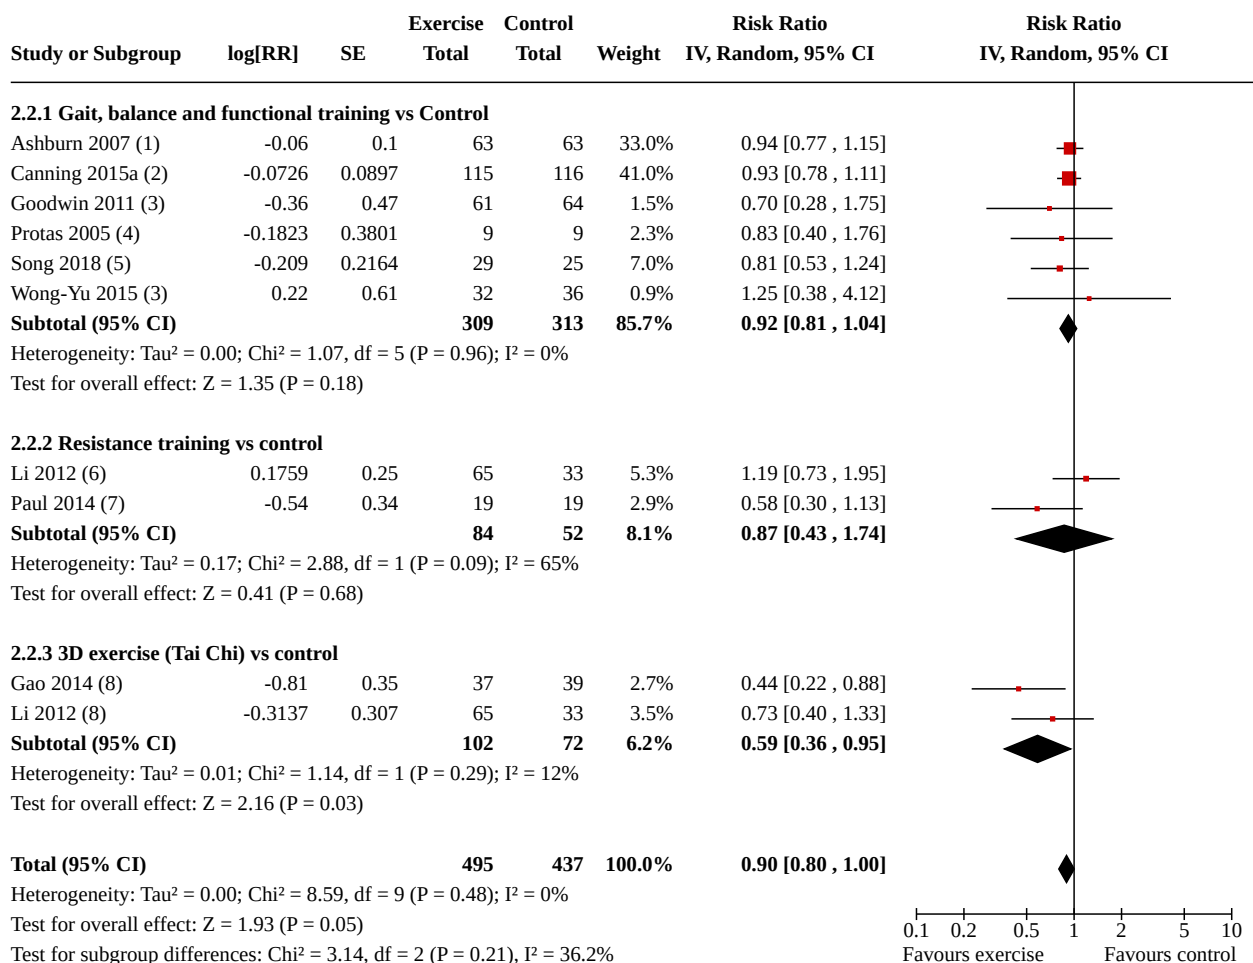 Exercise Control Risk Ratio Risk Ratio
Study or Subgroup log[RR] SE Total Total Weight IV, Random, 95% CI IV, Random, 95% CI
2.2.1 Gait, balance and functional training vs Control
Ashburn 2007 (1) -0.06 0.1 63 63 33.0% 0.94 [0.77 , 1.15]
Canning 2015a (2) -0.0726 0.0897 115 116 41.0% 0.93 [0.78 , 1.11]
Goodwin 2011 (3) -0.36 0.47 61 64 1.5% 0.70 [0.28 , 1.75]
Protas 2005 (4) -0.1823 0.3801 9 9 2.3% 0.83 [0.40 , 1.76]
Song 2018 (5) -0.209 0.2164 29 25 7.0% 0.81 [0.53 , 1.24]
Wong-Yu 2015 (3) 0.22 0.61 32 36 0.9% 1.25 [0.38 , 4.12]
Subtotal (95% CI) 309 313 85.7% 0.92 [0.81 , 1.04]
Heterogeneity: Tau² = 0.00; Chi² = 1.07, df = 5 (P = 0.96); I² = 0%
Test for overall effect: Z = 1.35 (P = 0.18)
2.2.2 Resistance training vs control
Li 2012 (6) 0.1759 0.25 65 33 5.3% 1.19 [0.73 , 1.95]
Paul 2014 (7) -0.54 0.34 19 19 2.9% 0.58 [0.30 , 1.13]
Subtotal (95% CI) 84 52 8.1% 0.87 [0.43 , 1.74]
Heterogeneity: Tau² = 0.17; Chi² = 2.88, df = 1 (P = 0.09); I² = 65%
Test for overall effect: Z = 0.41 (P = 0.68)
2.2.3 3D exercise (Tai Chi) vs control
Gao 2014 (8) -0.81 0.35 37 39 2.7% 0.44 [0.22 , 0.88]
Li 2012 (8) -0.3137 0.307 65 33 3.5% 0.73 [0.40 , 1.33]
Subtotal (95% CI) 102 72 6.2% 0.59 [0.36 , 0.95]
Heterogeneity: Tau² = 0.01; Chi² = 1.14, df = 1 (P = 0.29); I² = 12%
Test for overall effect: Z = 2.16 (P = 0.03)
Total (95% CI) 495 437 100.0% 0.90 [0.80 , 1.00]
Heterogeneity: Tau² = 0.00; Chi² = 8.59, df = 9 (P = 0.48); I² = 0%
Test for overall effect: Z = 1.93 (P = 0.05)
0.1 0.2 0.5 1 2 5 10
Test for subgroup differences: Chi² = 3.14, df = 2 (P = 0.21), I² = 36.2%
Favours exercise Favours control